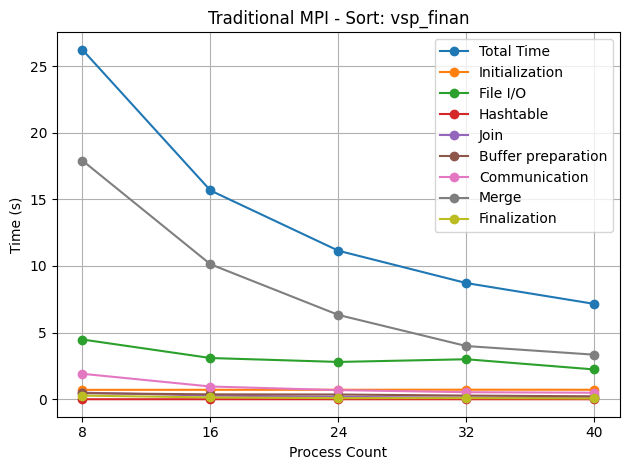 Traditional MPI - Sort: vsp_finan
Total Time
Initialization
File I/O
Hashtable
Join
Buffer preparation
Communication
Merge
Finalization
25
20
15
10
5
0
Time (s)
8 16 24 32 40
Process Count